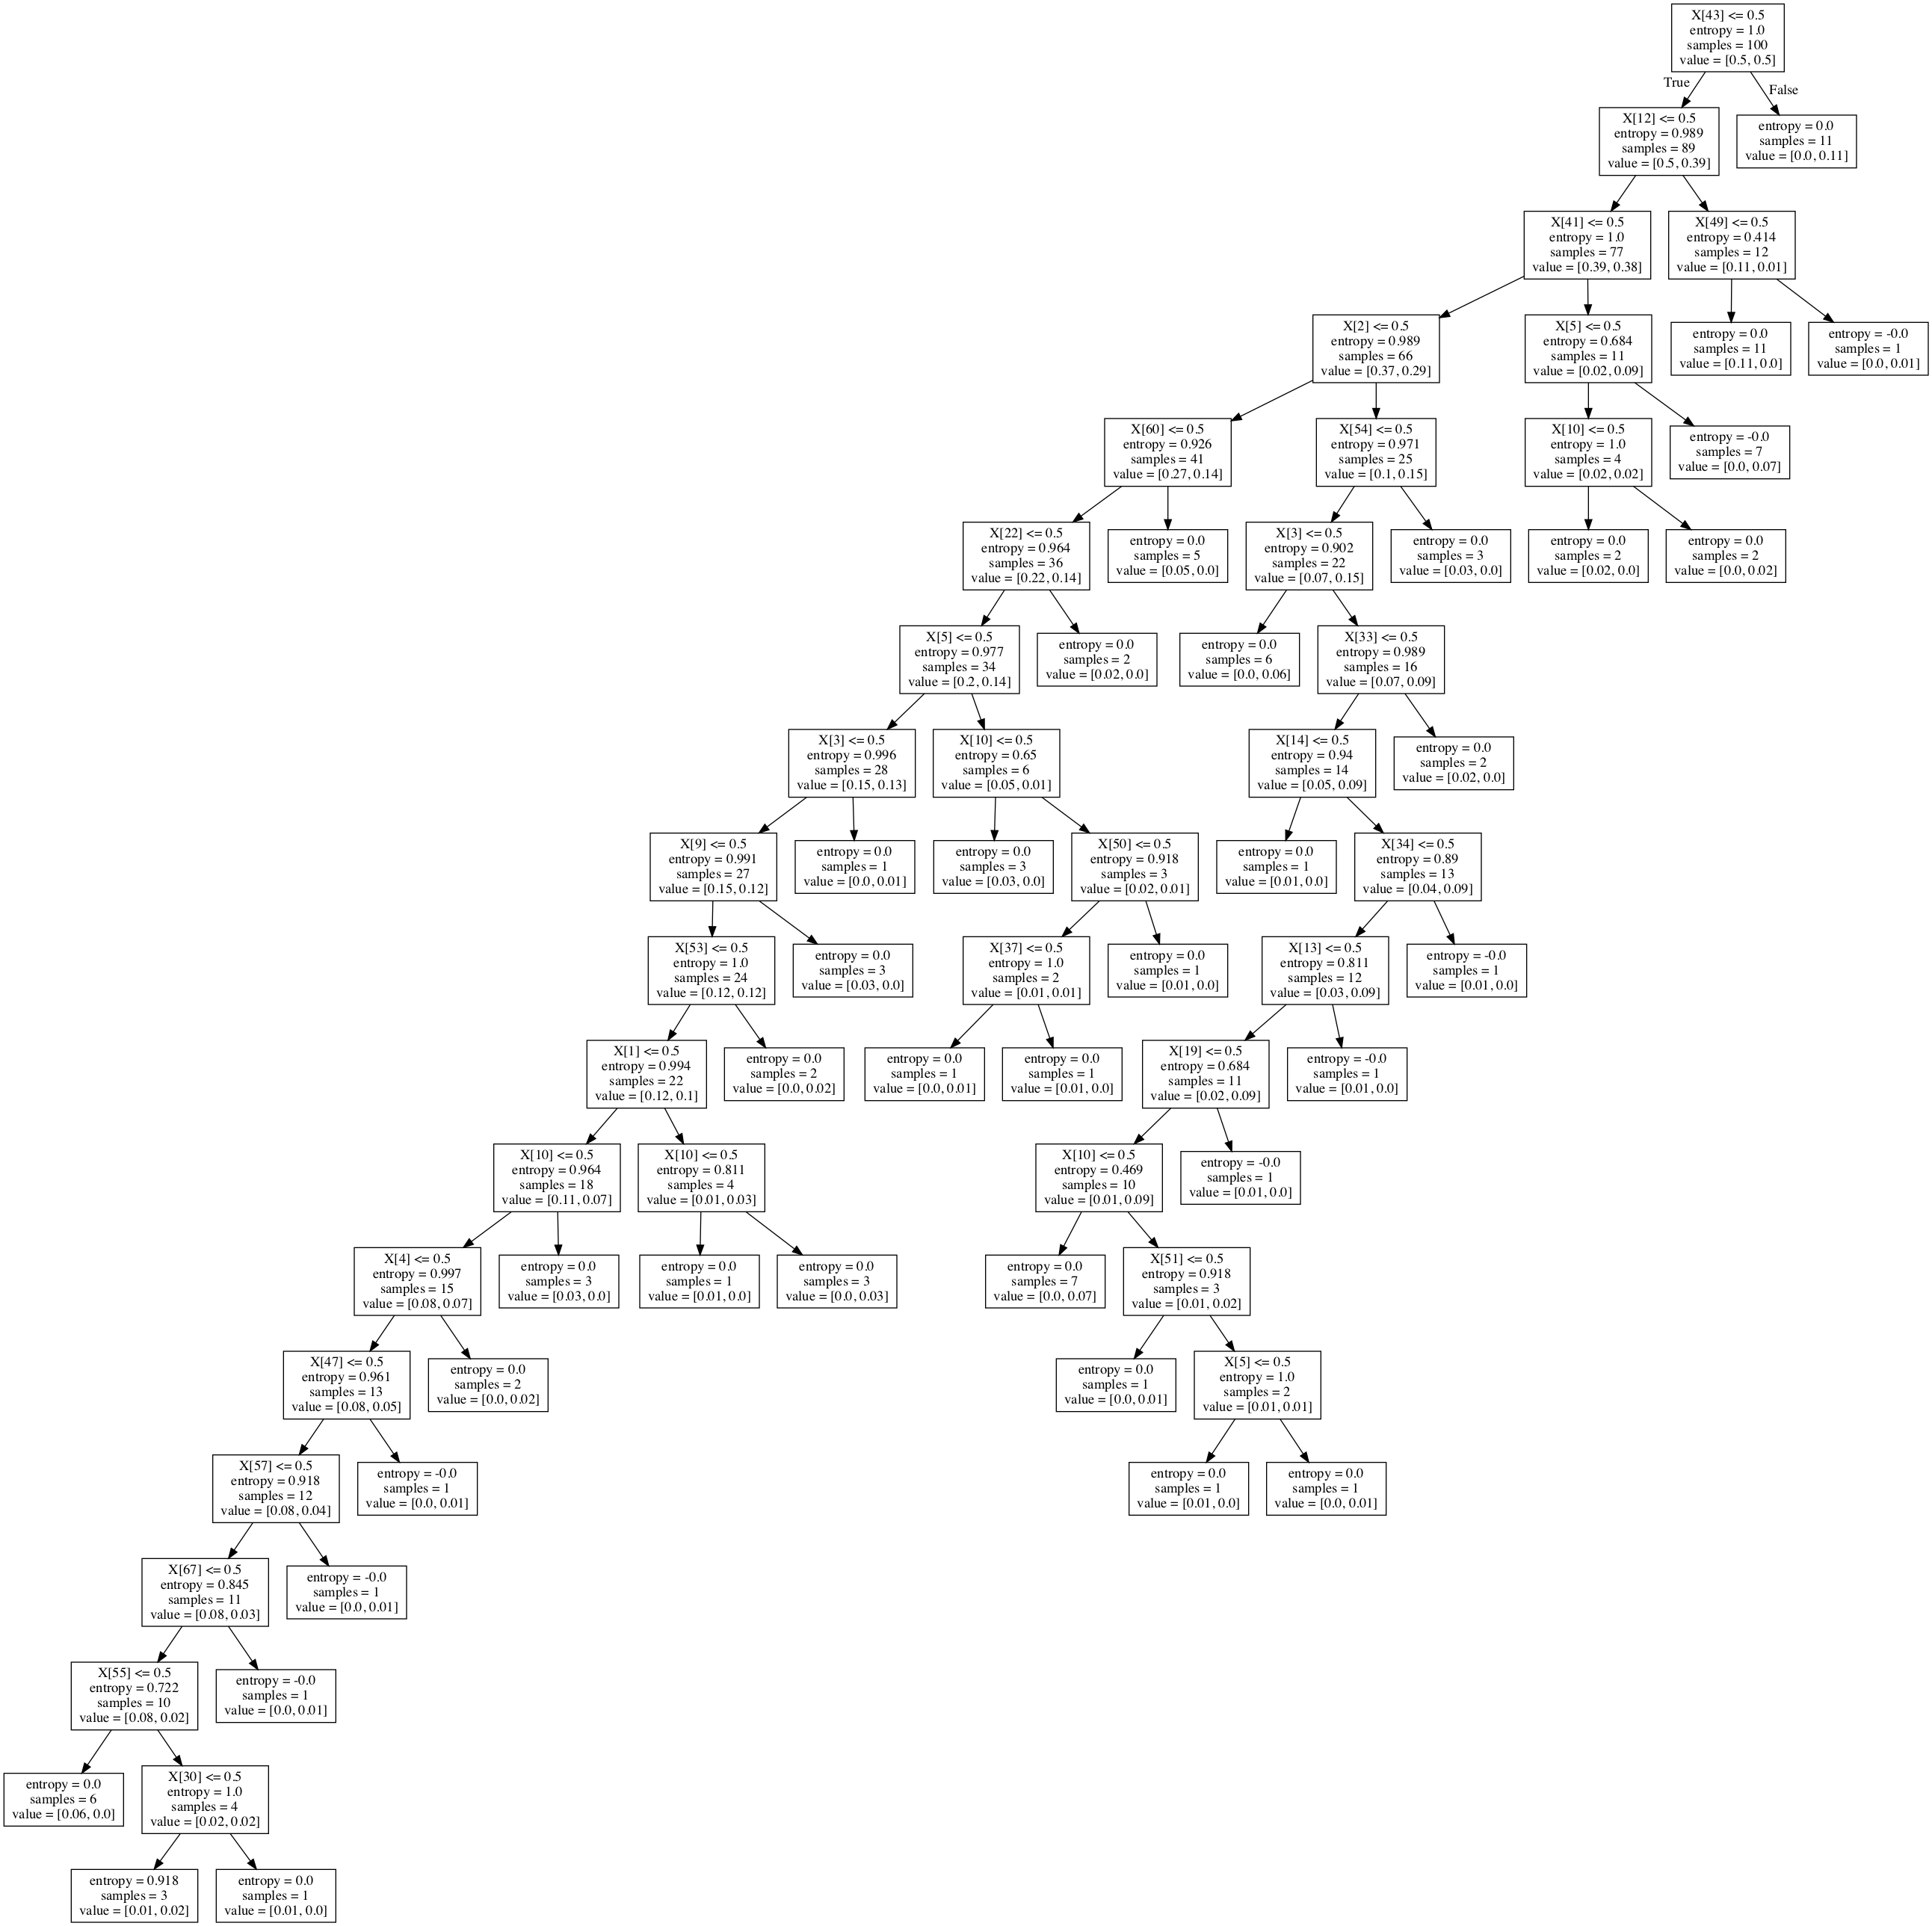 X[43] <= 0.5
entropy = 1.0
samples = 100
value = [0.5, 0.5]
True
False
X[12] <= 0.5
entropy = 0.989
samples = 89
value = [0.5, 0.39]
entropy = 0.0
samples = 11
value = [0.0, 0.11]
X[41] <= 0.5
entropy = 1.0
samples = 77
value = [0.39, 0.38]
X[49] <= 0.5
entropy = 0.414
samples = 12
value = [0.11, 0.01]
X[2] <= 0.5
entropy = 0.989
samples = 66
value = [0.37, 0.29]
X[5] <= 0.5
entropy = 0.684
samples = 11
value = [0.02, 0.09]
entropy = 0.0
samples = 11
value = [0.11, 0.0]
entropy = -0.0
samples = 1
value = [0.0, 0.01]
X[60] <= 0.5
entropy = 0.926
samples = 41
value = [0.27, 0.14]
X[54] <= 0.5
entropy = 0.971
samples = 25
value = [0.1, 0.15]
X[10] <= 0.5
entropy = 1.0
samples = 4
value = [0.02, 0.02]
entropy = -0.0
samples = 7
value = [0.0, 0.07]
X[22] <= 0.5
entropy = 0.964
samples = 36
value = [0.22, 0.14]
entropy = 0.0
samples = 5
value = [0.05, 0.0]
X[3] <= 0.5
entropy = 0.902
samples = 22
value = [0.07, 0.15]
entropy = 0.0
samples = 3
value = [0.03, 0.0]
entropy = 0.0
samples = 2
value = [0.02, 0.0]
entropy = 0.0
samples = 2
value = [0.0, 0.02]
X[5] <= 0.5
entropy = 0.977
samples = 34
value = [0.2, 0.14]
entropy = 0.0
samples = 2
value = [0.02, 0.0]
entropy = 0.0
samples = 6
value = [0.0, 0.06]
X[33] <= 0.5
entropy = 0.989
samples = 16
value = [0.07, 0.09]
X[3] <= 0.5
entropy = 0.996
samples = 28
value = [0.15, 0.13]
X[10] <= 0.5
entropy = 0.65
samples = 6
value = [0.05, 0.01]
X[14] <= 0.5
entropy = 0.94
samples = 14
value = [0.05, 0.09]
entropy = 0.0
samples = 2
value = [0.02, 0.0]
X[9] <= 0.5
entropy = 0.991
samples = 27
value = [0.15, 0.12]
entropy = 0.0
samples = 1
value = [0.0, 0.01]
entropy = 0.0
samples = 3
value = [0.03, 0.0]
X[50] <= 0.5
entropy = 0.918
samples = 3
value = [0.02, 0.01]
entropy = 0.0
samples = 1
value = [0.01, 0.0]
X[34] <= 0.5
entropy = 0.89
samples = 13
value = [0.04, 0.09]
X[53] <= 0.5
entropy = 1.0
samples = 24
value = [0.12, 0.12]
entropy = 0.0
samples = 3
value = [0.03, 0.0]
X[37] <= 0.5
entropy = 1.0
samples = 2
value = [0.01, 0.01]
entropy = 0.0
samples = 1
value = [0.01, 0.0]
X[13] <= 0.5
entropy = 0.811
samples = 12
value = [0.03, 0.09]
entropy = -0.0
samples = 1
value = [0.01, 0.0]
X[1] <= 0.5
entropy = 0.994
samples = 22
value = [0.12, 0.1]
entropy = 0.0
samples = 2
value = [0.0, 0.02]
entropy = 0.0
samples = 1
value = [0.0, 0.01]
entropy = 0.0
samples = 1
value = [0.01, 0.0]
X[19] <= 0.5
entropy = 0.684
samples = 11
value = [0.02, 0.09]
entropy = -0.0
samples = 1
value = [0.01, 0.0]
X[10] <= 0.5
entropy = 0.964
samples = 18
value = [0.11, 0.07]
X[10] <= 0.5
entropy = 0.811
samples = 4
value = [0.01, 0.03]
X[10] <= 0.5
entropy = 0.469
samples = 10
value = [0.01, 0.09]
entropy = -0.0
samples = 1
value = [0.01, 0.0]
X[4] <= 0.5
entropy = 0.997
samples = 15
value = [0.08, 0.07]
entropy = 0.0
samples = 3
value = [0.03, 0.0]
entropy = 0.0
samples = 1
value = [0.01, 0.0]
entropy = 0.0
samples = 3
value = [0.0, 0.03]
entropy = 0.0
samples = 7
value = [0.0, 0.07]
X[51] <= 0.5
entropy = 0.918
samples = 3
value = [0.01, 0.02]
X[47] <= 0.5
entropy = 0.961
samples = 13
value = [0.08, 0.05]
entropy = 0.0
samples = 2
value = [0.0, 0.02]
entropy = 0.0
samples = 1
value = [0.0, 0.01]
X[5] <= 0.5
entropy = 1.0
samples = 2
value = [0.01, 0.01]
X[57] <= 0.5
entropy = 0.918
samples = 12
value = [0.08, 0.04]
entropy = -0.0
samples = 1
value = [0.0, 0.01]
entropy = 0.0
samples = 1
value = [0.01, 0.0]
entropy = 0.0
samples = 1
value = [0.0, 0.01]
X[67] <= 0.5
entropy = 0.845
samples = 11
value = [0.08, 0.03]
entropy = -0.0
samples = 1
value = [0.0, 0.01]
X[55] <= 0.5
entropy = 0.722
samples = 10
value = [0.08, 0.02]
entropy = -0.0
samples = 1
value = [0.0, 0.01]
entropy = 0.0
samples = 6
value = [0.06, 0.0]
X[30] <= 0.5
entropy = 1.0
samples = 4
value = [0.02, 0.02]
entropy = 0.918
samples = 3
value = [0.01, 0.02]
entropy = 0.0
samples = 1
value = [0.01, 0.0]